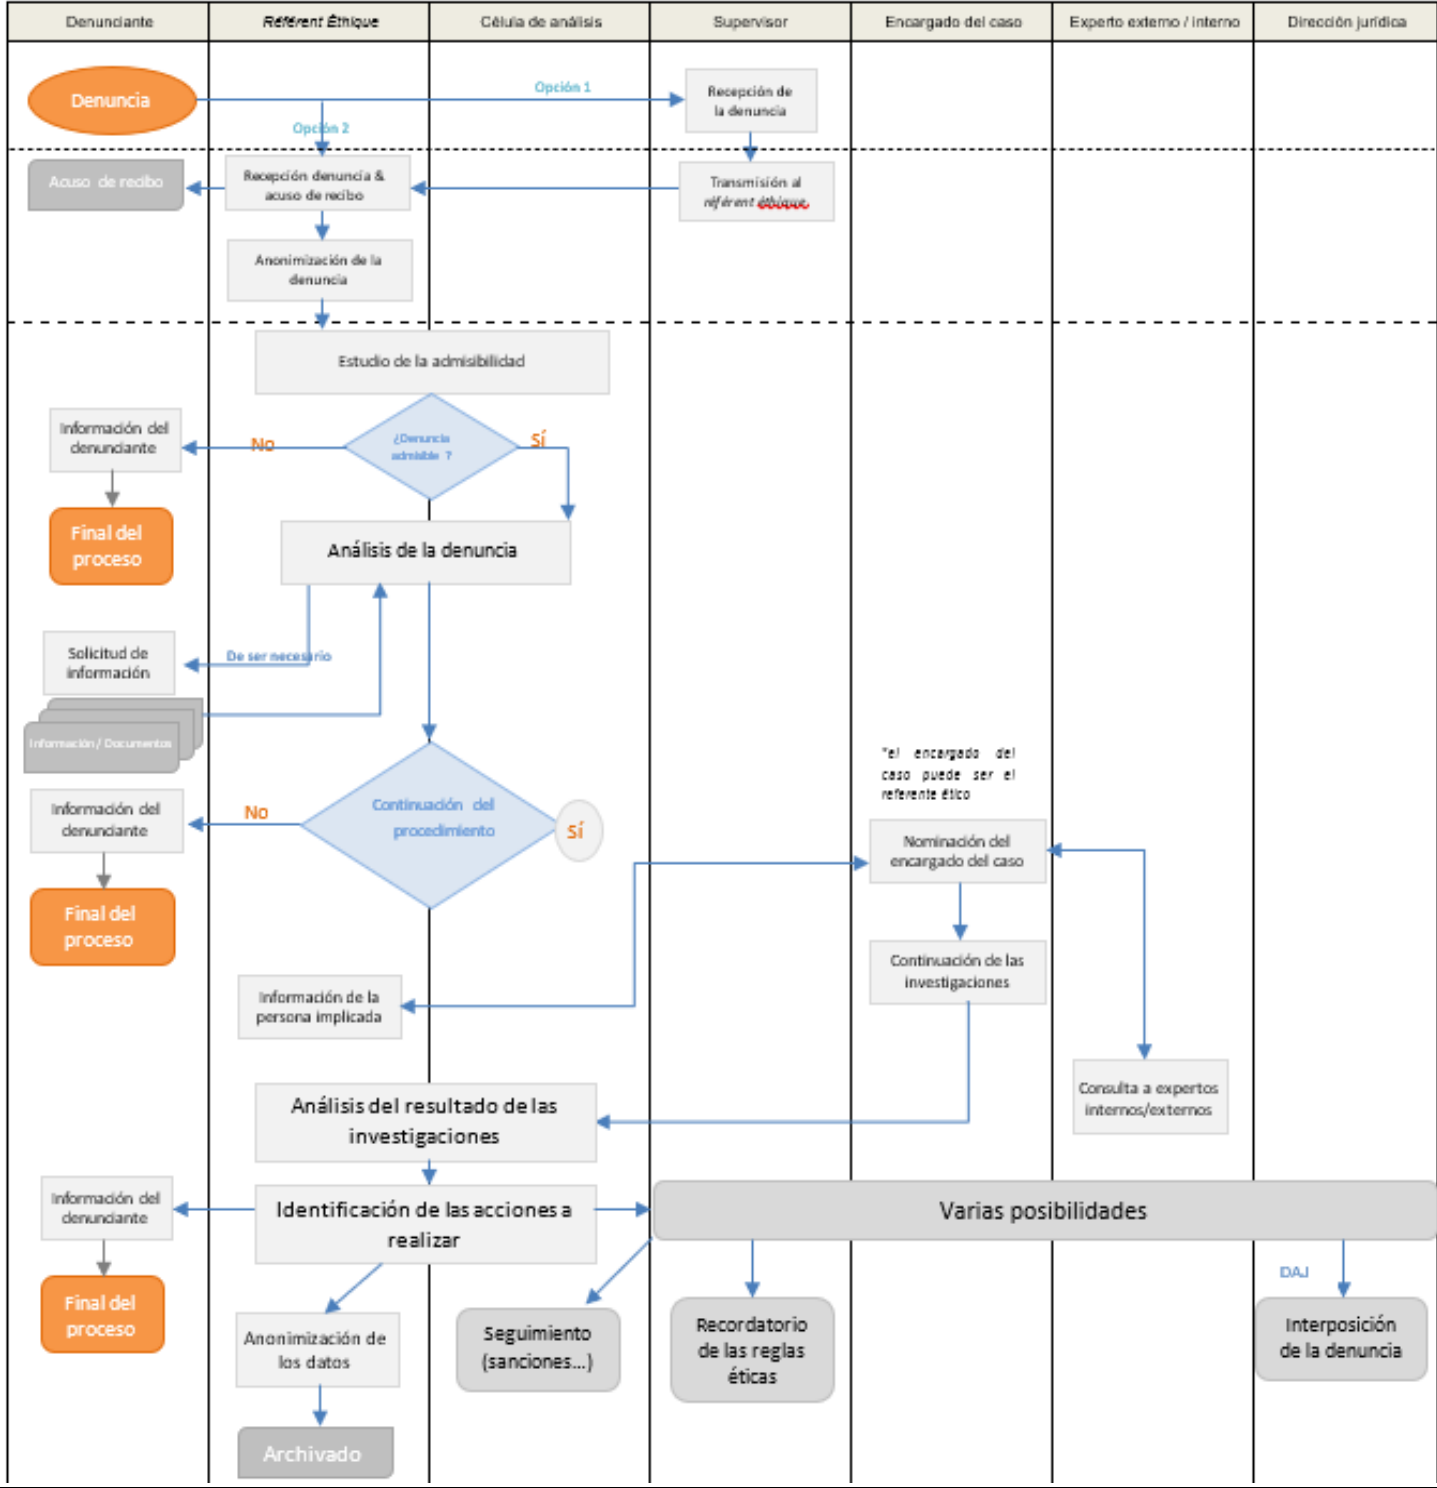 Denunciante
Référent Éthique
Célula de análisis
Supervisor
Encargado del caso
Experto externo / interno
Dirección jurídica
Denuncia
Opción 1
Opción 2
Recepción de
la denuncia
Acuso de recibo
Recepción denuncia &
acuso de recibo
Transmisión al
référent éthique.
Anonimización de la
denuncia
Estudio de la admisibilidad
Información del
denunciante
No
¿Denuncia
admisible ?
Sí
Final del
proceso
Análisis de la denuncia
Solicitud de
información
De ser necesario
Información / Documentos
"el encargado del
caso puede ser el
referente ético
Información del
denunciante
No
Continuación del
procedimiento
Sí
Nominación del
encargado del caso
Final del
proceso
Continuación de las
investigaciones
Información de la
persona implicada
Consulta a expertos
internos/externos
Análisis del resultado de las
investigaciones
Información del
denunciante
Identificación de las acciones a
realizar
Varias posibilidades
DAJ
Final del
proceso
Anonimización de
los datos
Seguimiento
(sanciones...)
Recordatorio
de las reglas
éticas
Interposición
de la denuncia
Archivado